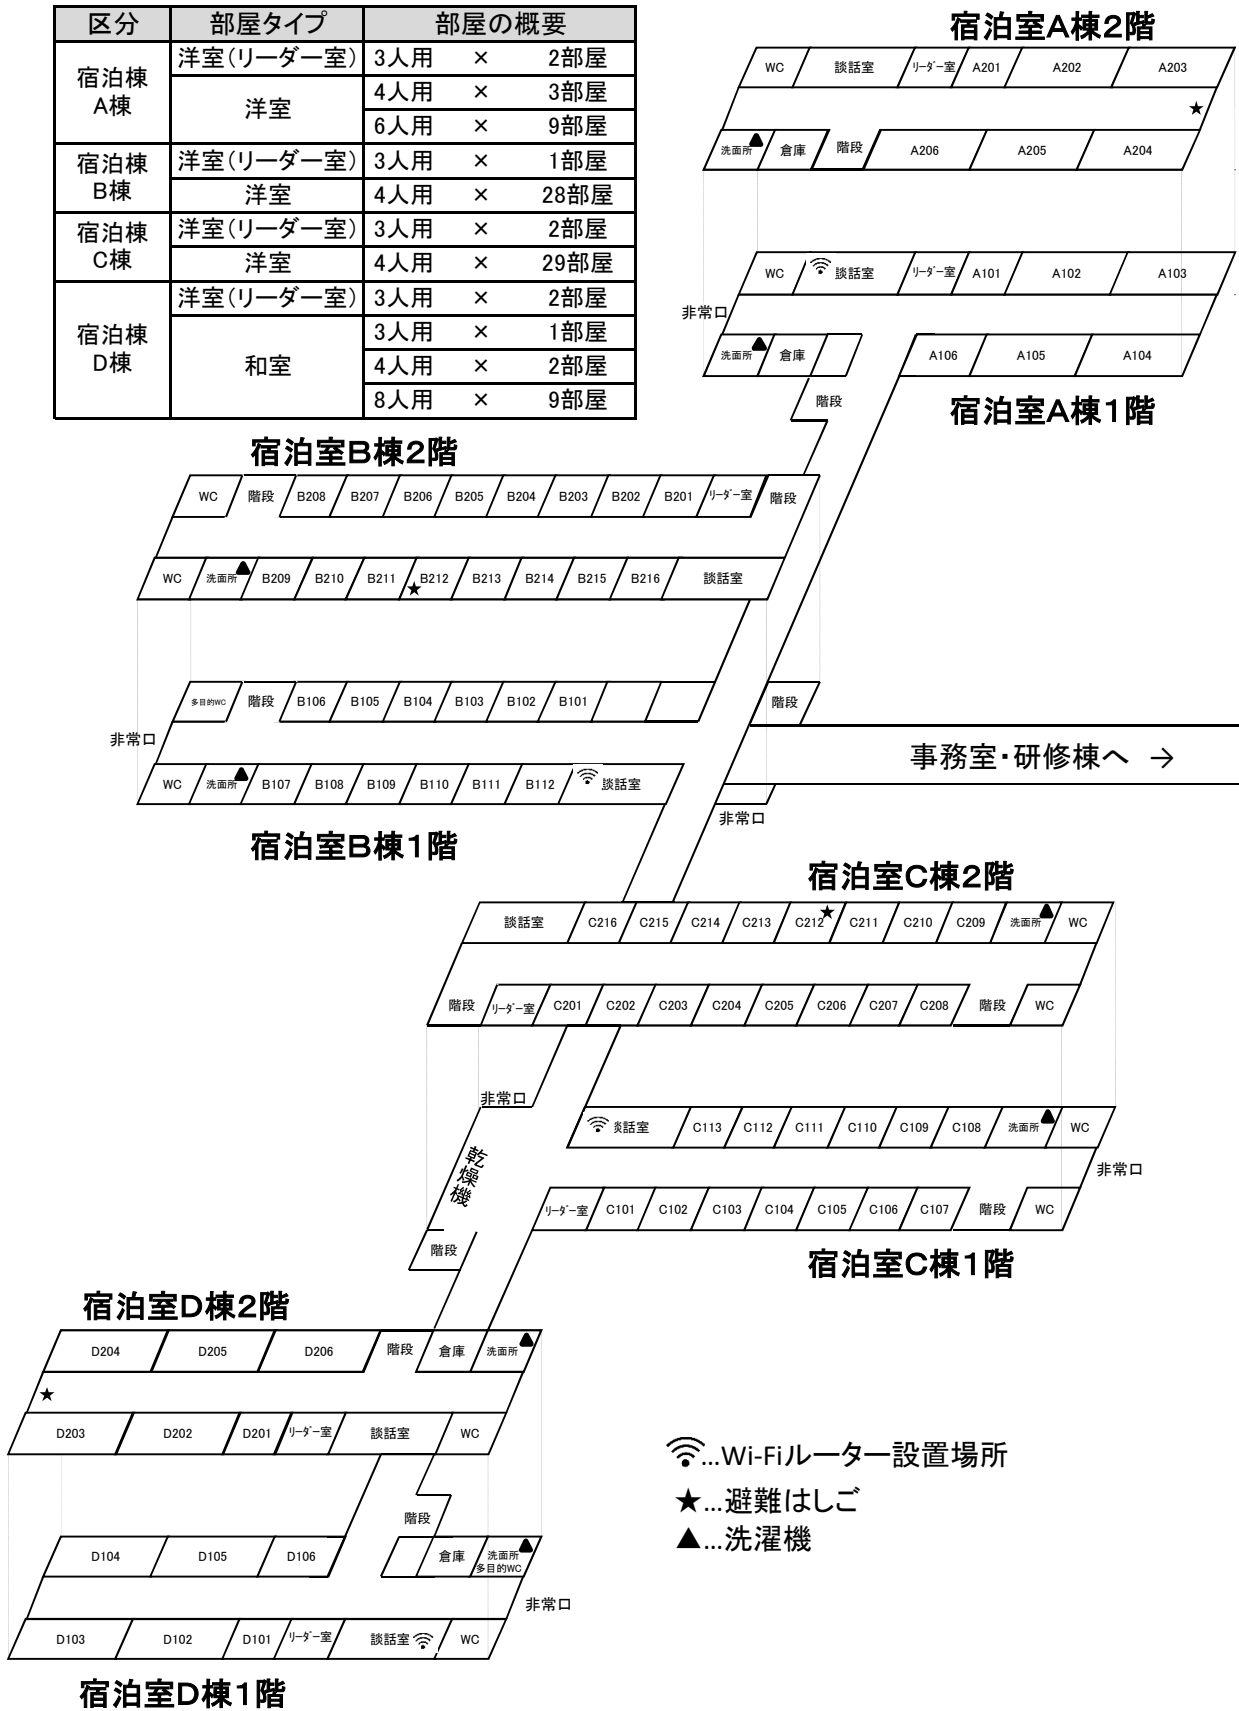 区分 部屋タイプ 部屋の概要
宿泊棟
A棟
洋室(リーダー室) 3人用 × 2部屋
洋室 4人用 × 3部屋
6人用 × 9部屋
宿泊棟
B棟
洋室(リーダー室) 3人用 × 1部屋
洋室 4人用 × 28部屋
宿泊棟
C棟
洋室(リーダー室) 3人用 × 2部屋
洋室 4人用 × 29部屋
宿泊棟
D棟
洋室(リーダー室) 3人用 × 2部屋
和室 3人用 × 1部屋
4人用 × 2部屋
8人用 × 9部屋
宿泊室A棟2階
WC 談話室 リーダー室 A201 A202 A203
★
洗面所▲ 倉庫 階段 A206 A205 A204
WC 談話室 リーダー室 A101 A102 A103
非常口
洗面所▲ 倉庫 A106 A105 A104
階段
宿泊室A棟1階
宿泊室B棟2階
WC 階段 B208 B207 B206 B205 B204 B203 B202 B201 リーダー室 階段
WC 洗面所▲ B209 B210 B211 ★B212 B213 B214 B215 B216 談話室
多目的WC 階段 B106 B105 B104 B103 B102 B101 階段
非常口
WC 洗面所▲ B107 B108 B109 B110 B111 B112 談話室
事務室・研修棟へ →
非常口
宿泊室B棟1階
宿泊室C棟2階
談話室 C216 C215 C214 C213 C212★ C211 C210 C209 洗面所▲ WC
階段 リーダー室 C201 C202 C203 C204 C205 C206 C207 C208 階段 WC
非常口
談話室 C113 C112 C111 C110 C109 C108 洗面所▲ WC
乾燥機
非常口
リーダー室 C101 C102 C103 C104 C105 C106 C107 階段 WC
階段
宿泊室C棟1階
宿泊室D棟2階
D204 D205 D206 階段 倉庫 洗面所▲
★
D203 D202 D201 リーダー室 談話室 WC
階段
D104 D105 D106 倉庫 洗面所▲
多目的WC
非常口
D103 D102 D101 リーダー室 談話室 WC
宿泊室D棟1階
…Wi-Fiルーター設置場所
★…避難はしご
▲…洗濯機